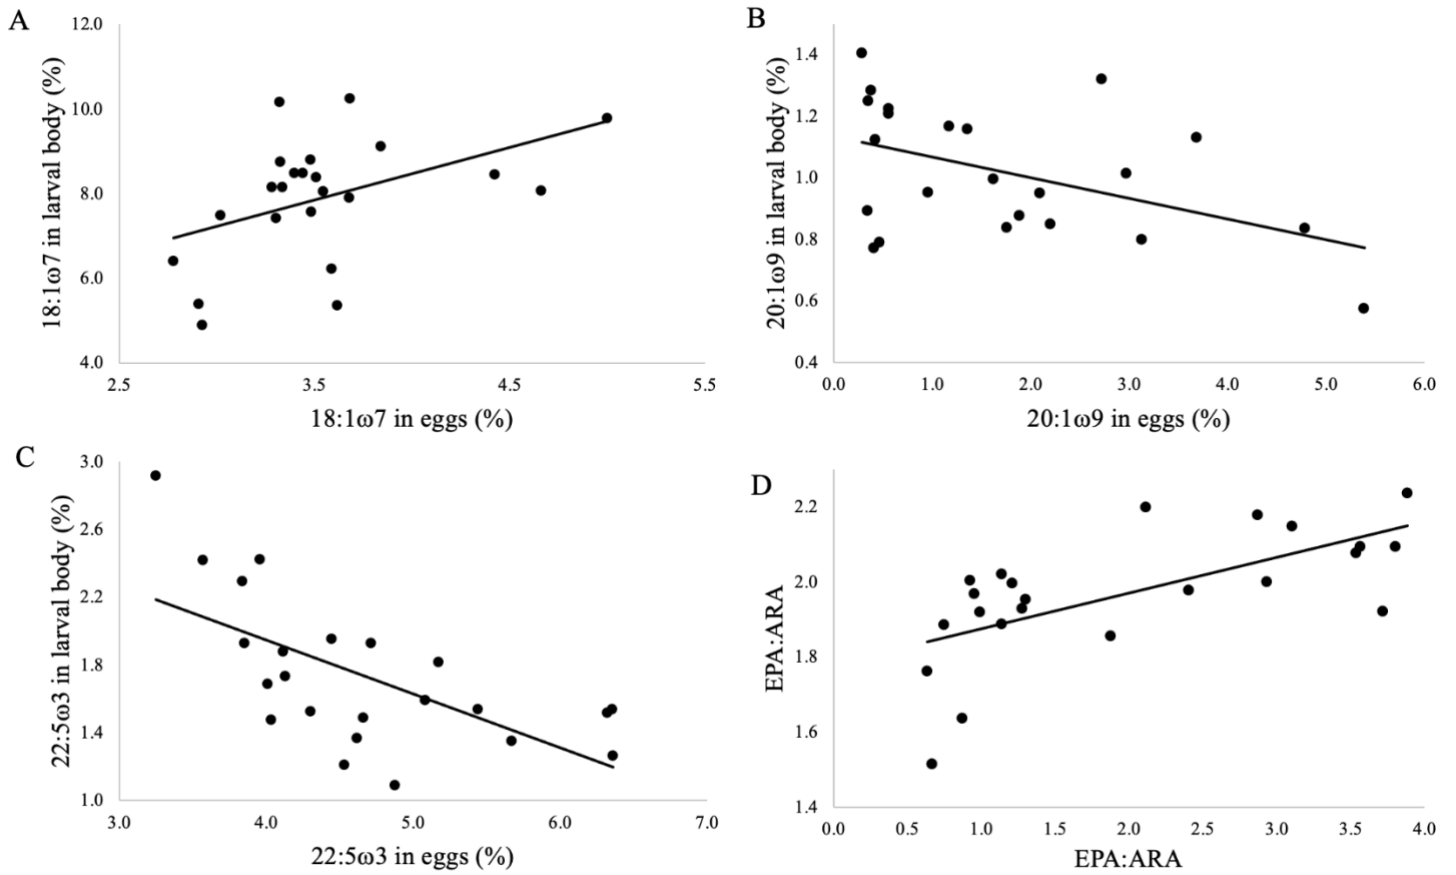 A
12.0
10.0
8.0
6.0
4.0
18:1ω7 in larval body (%)
2.5 3.5 4.5 5.5
18:1ω7 in eggs (%)
B
1.4
1.2
1.0
0.8
0.6
0.4
20:1ω9 in larval body (%)
0.0 1.0 2.0 3.0 4.0 5.0 6.0
20:1ω9 in eggs (%)
C
3.0
2.6
2.2
1.8
1.4
1.0
22:5ω3 in larval body (%)
3.0 4.0 5.0 6.0 7.0
22:5ω3 in eggs (%)
D
2.2
2.0
1.8
1.6
1.4
EPA:ARA
0.0 0.5 1.0 1.5 2.0 2.5 3.0 3.5 4.0
EPA:ARA